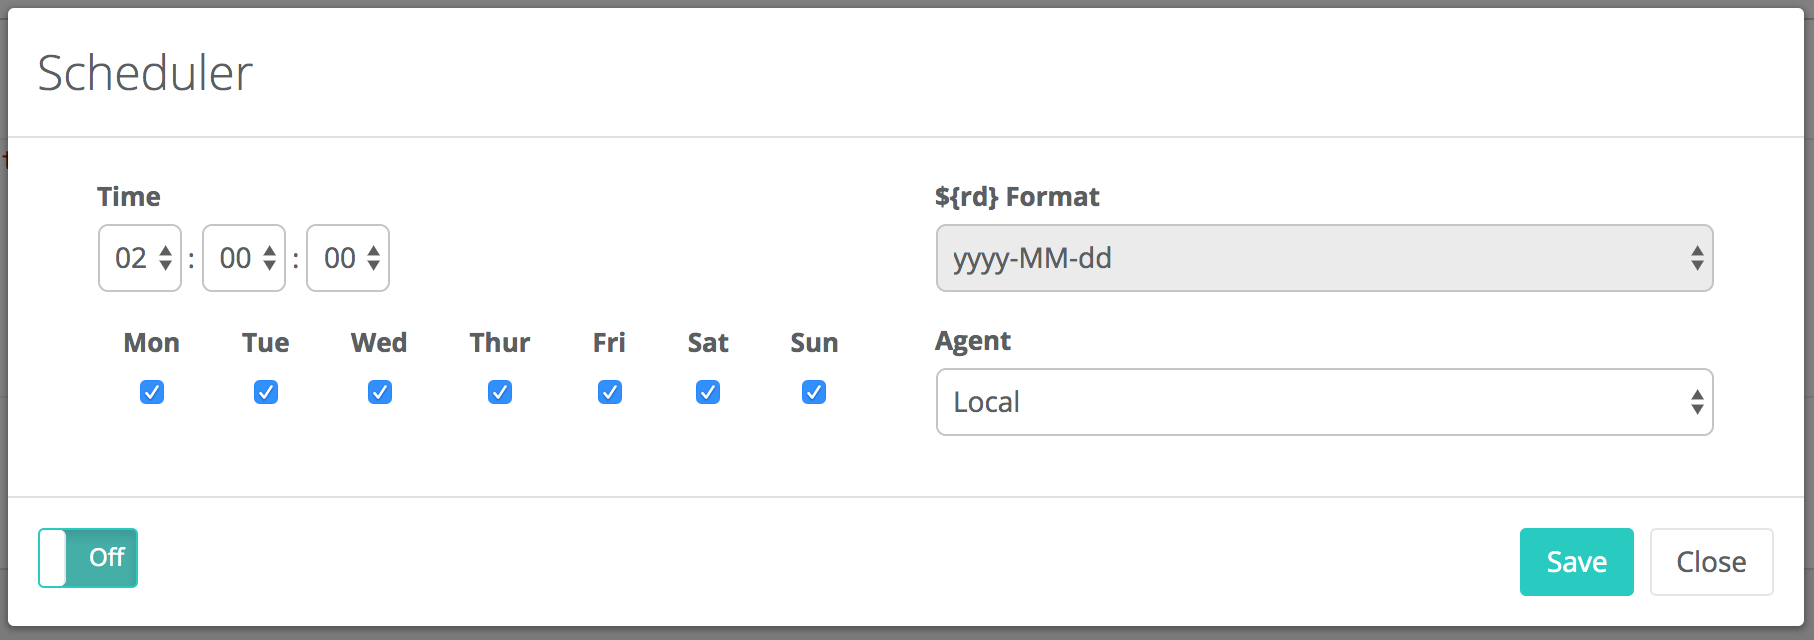 Scheduler
Time
02 : 00 : 00
Mon Tue Wed Thur Fri Sat Sun
${rd} Format
yyyy-MM-dd
Agent
Local
Off
Save
Close